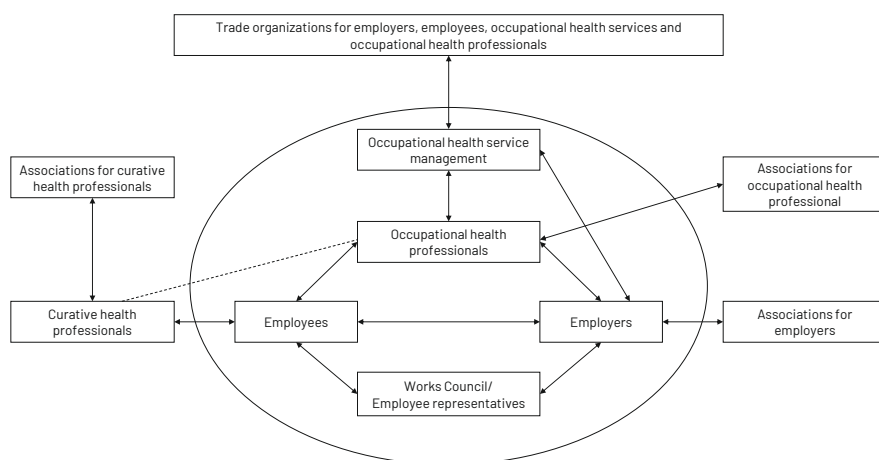 Trade organizations for employers, employees, occupational health services and
occupational health professionals
Occupational health service
management
Associations for curative
health professionals
Associations for
occupational health
professional
Occupational health
professionals
Curative health
professionals
Employees
Employers
Associations for
employers
Works Council/
Employee representatives